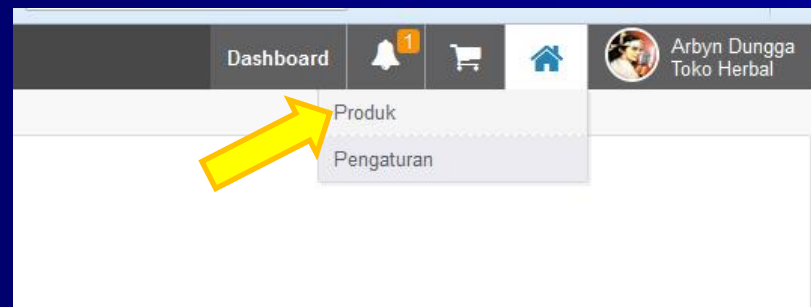 Dashboard
1
Arbyn Dungga
Toko Herbal
Produk
Pengaturan